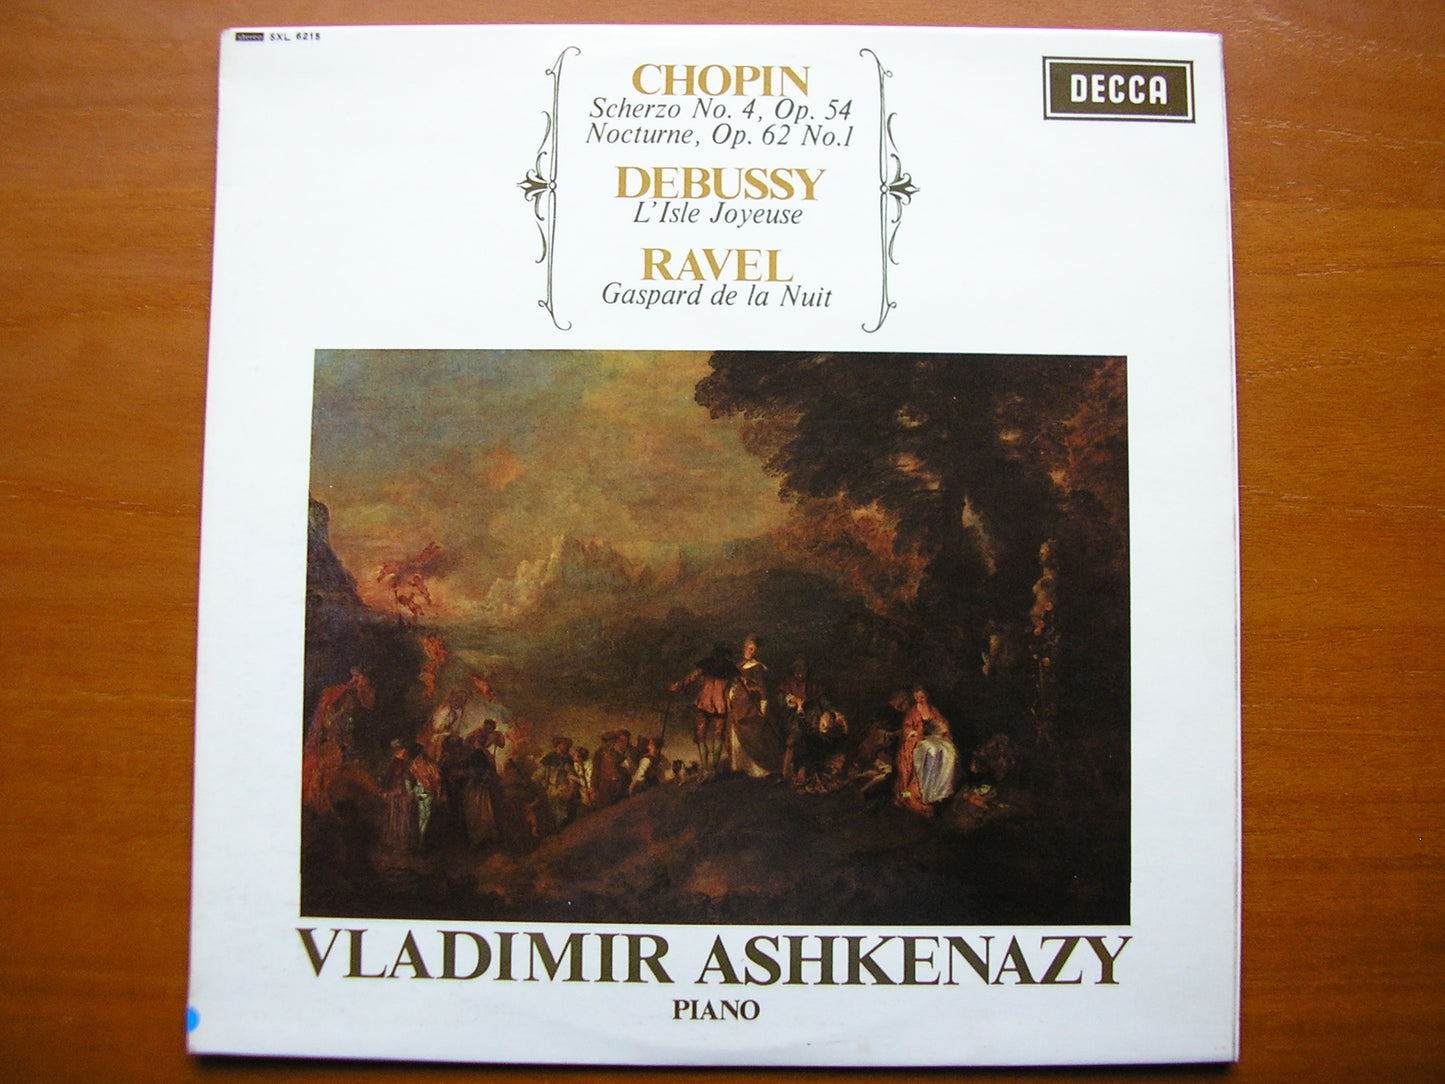 stereo SXL 6215
DECCA
CHOPIN
Scherzo No. 4, Op. 54
Nocturne, Op. 62 No.1
DEBUSSY
L'Isle Joyeuse
RAVEL
Gaspard de la Nuit
VLADIMIR ASHKENAZY
PIANO